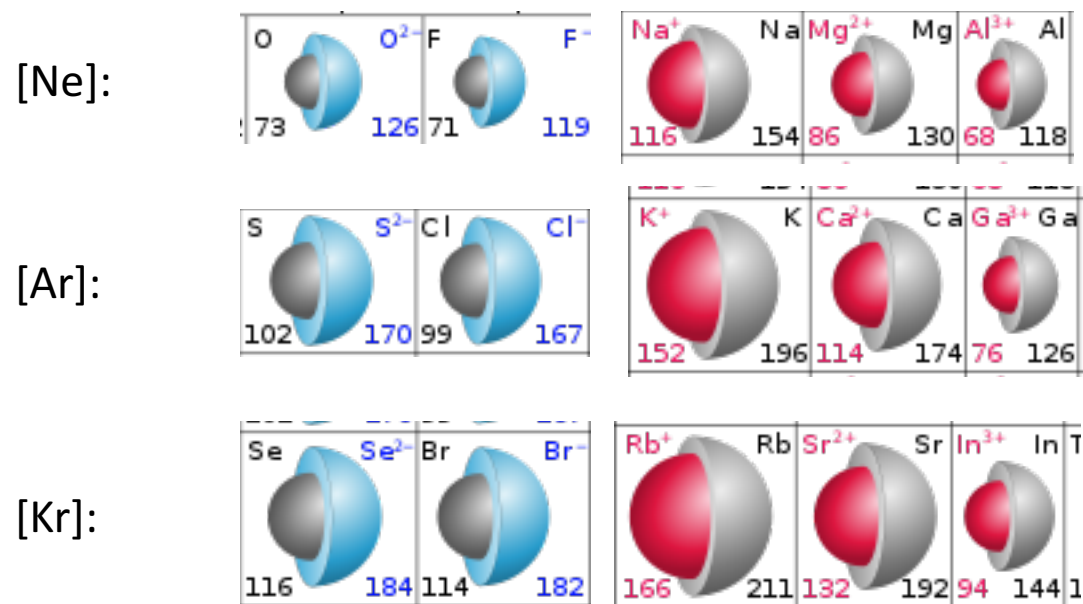 [Ne]:
O O²⁻ F F⁻ Na⁺ Na Mg²⁺ Mg Al³⁺ Al
73 126 71 119 116 154 86 130 68 118
[Ar]:
S S²⁻ Cl Cl⁻ K⁺ K Ca²⁺ Ca Ga³⁺ Ga
102 170 99 167 152 196 114 174 76 126
[Kr]:
Se Se²⁻ Br Br⁻ Rb⁺ Rb Sr²⁺ Sr In³⁺ In T
116 184 114 182 166 211 132 192 94 144 1